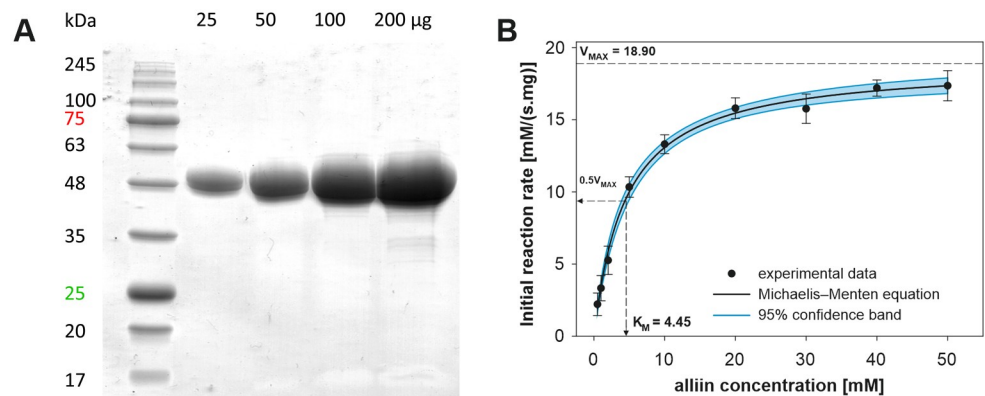 A
kDa 25 50 100 200 µg
245
100
75
63
48
35
25
20
17
B
V_MAX = 18.90
0.5V_MAX
K_M = 4.45
20
15
10
5
0
Initial reaction rate [mM/(s.mg)]
experimental data
Michaelis–Menten equation
95% confidence band
0 10 20 30 40 50
alliin concentration [mM]